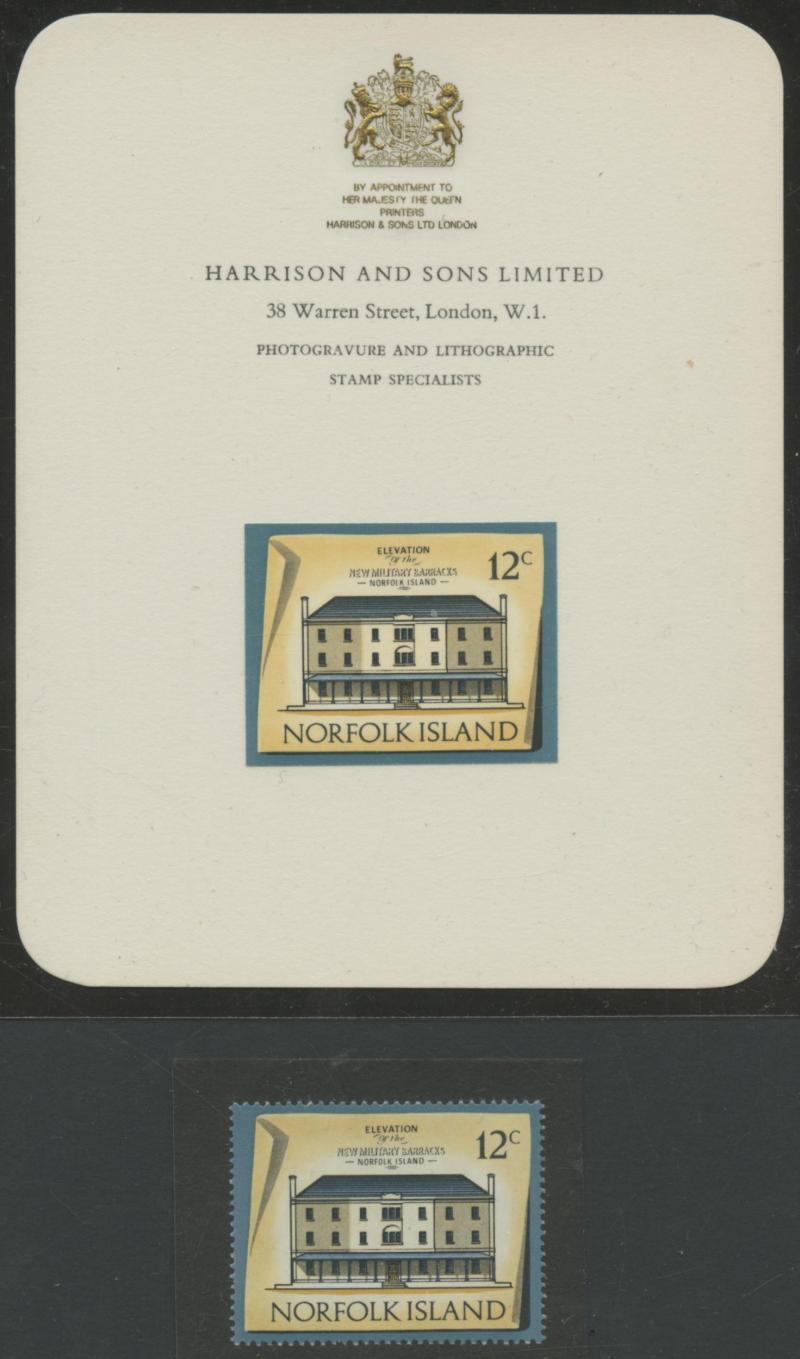 BY APPOINTMENT TO
HER MAJESTY THE QUEEN
PRINTERS
HARRISON & SONS LTD LONDON
HARRISON AND SONS LIMITED
38 Warren Street, London, W.1.
PHOTOGRAVURE AND LITHOGRAPHIC
STAMP SPECIALISTS
ELEVATION
of the
NEW MILITARY BARRACKS
— NORFOLK ISLAND —
12c
NORFOLK ISLAND
ELEVATION
of the
NEW MILITARY BARRACKS
— NORFOLK ISLAND —
12c
NORFOLK ISLAND